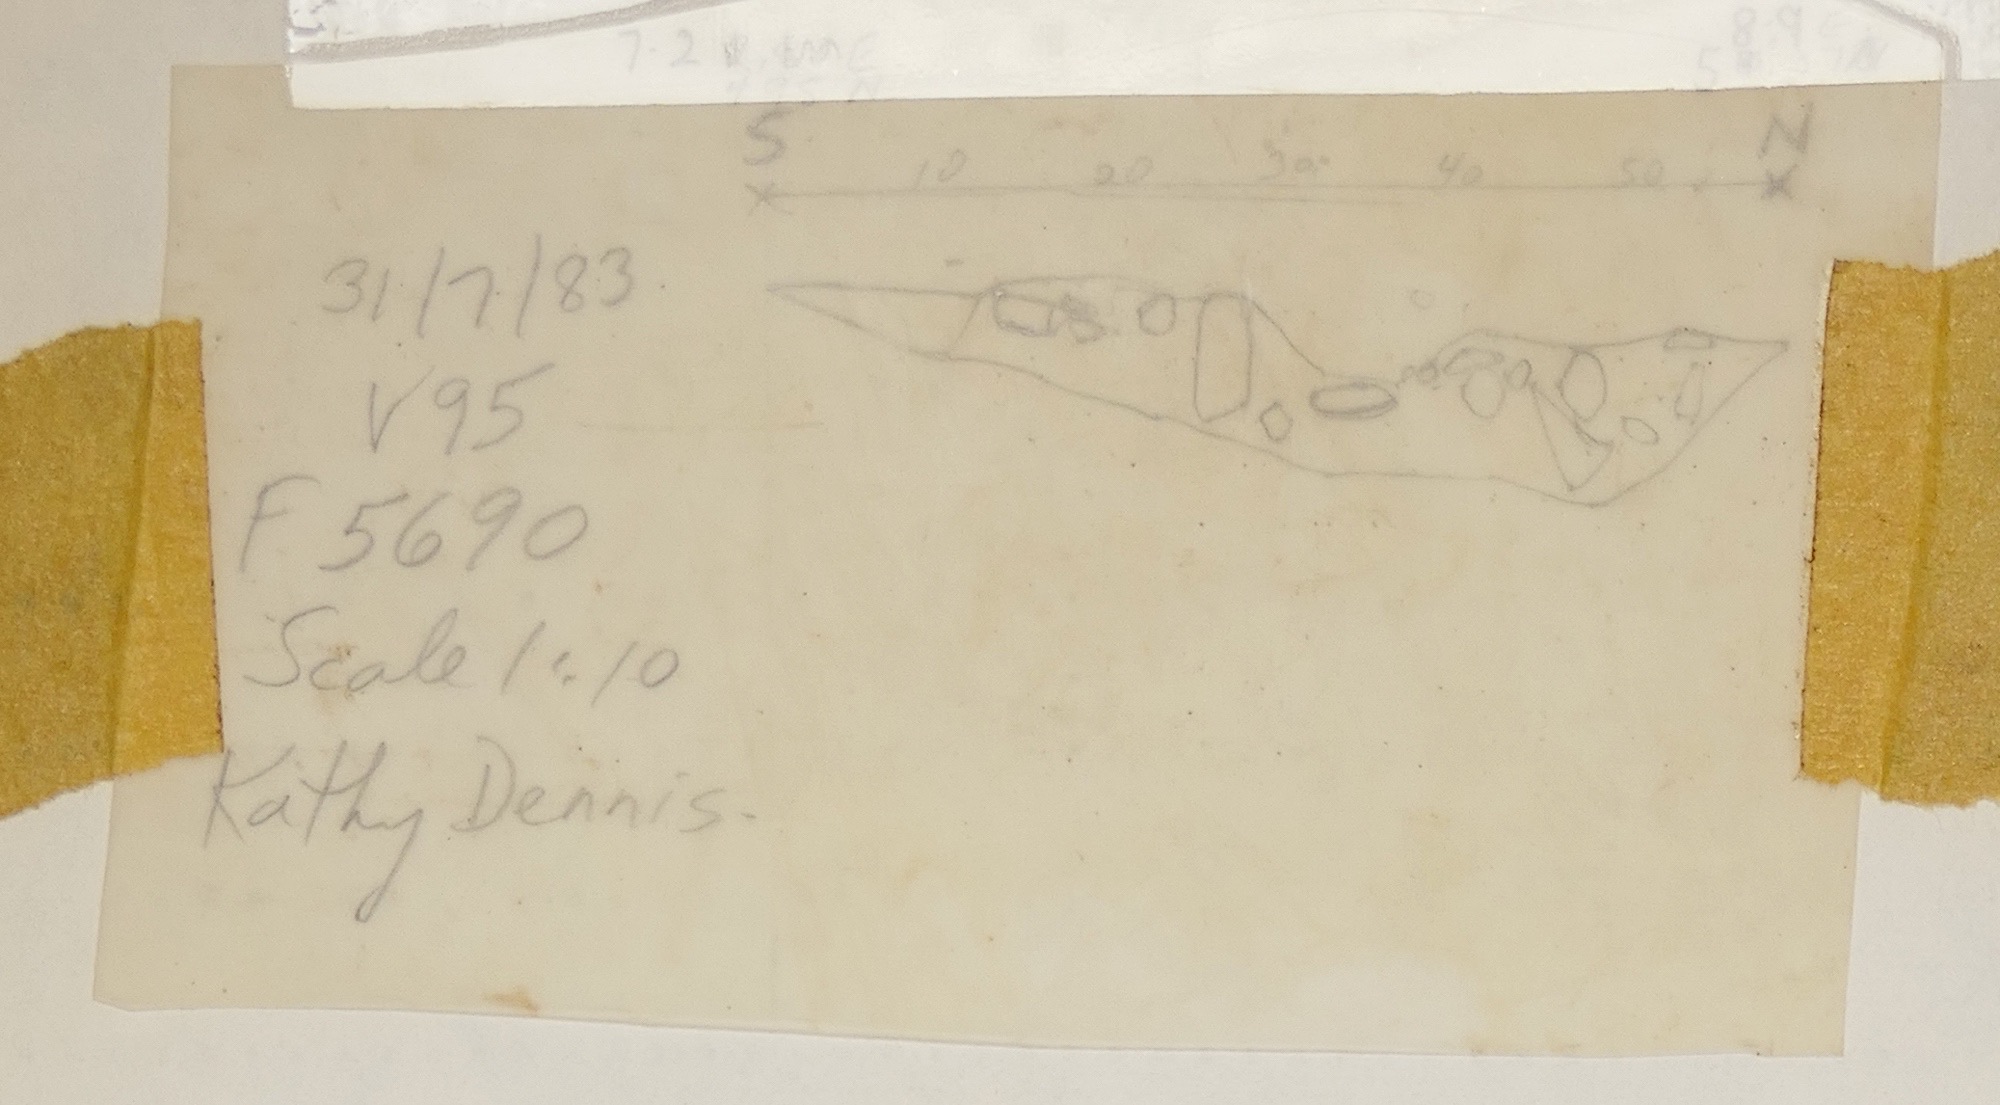 S N
10 20 30 40 50
31/7/83
V95
F 5690
Scale 1:10
Kathy Dennis.